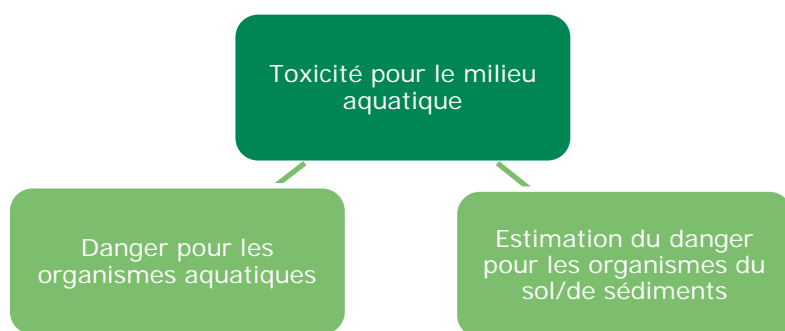 Toxicité pour le milieu
aquatique
Danger pour les
organismes aquatiques
Estimation du danger
pour les organismes du
sol/de sédiments